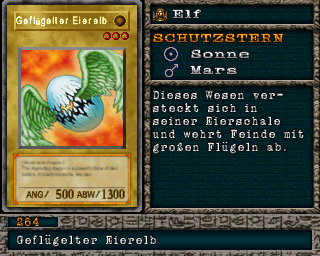 Geflügelter Eierelb
ANG/ 500 ABW/1300
Elf
SCHUTZSTERN
Sonne
Mars
Dieses Wesen ver-
steckt sich in
seiner Eierschale
und wehrt Feinde mit
großen Flügeln ab.
264
Geflügelter Eierelb